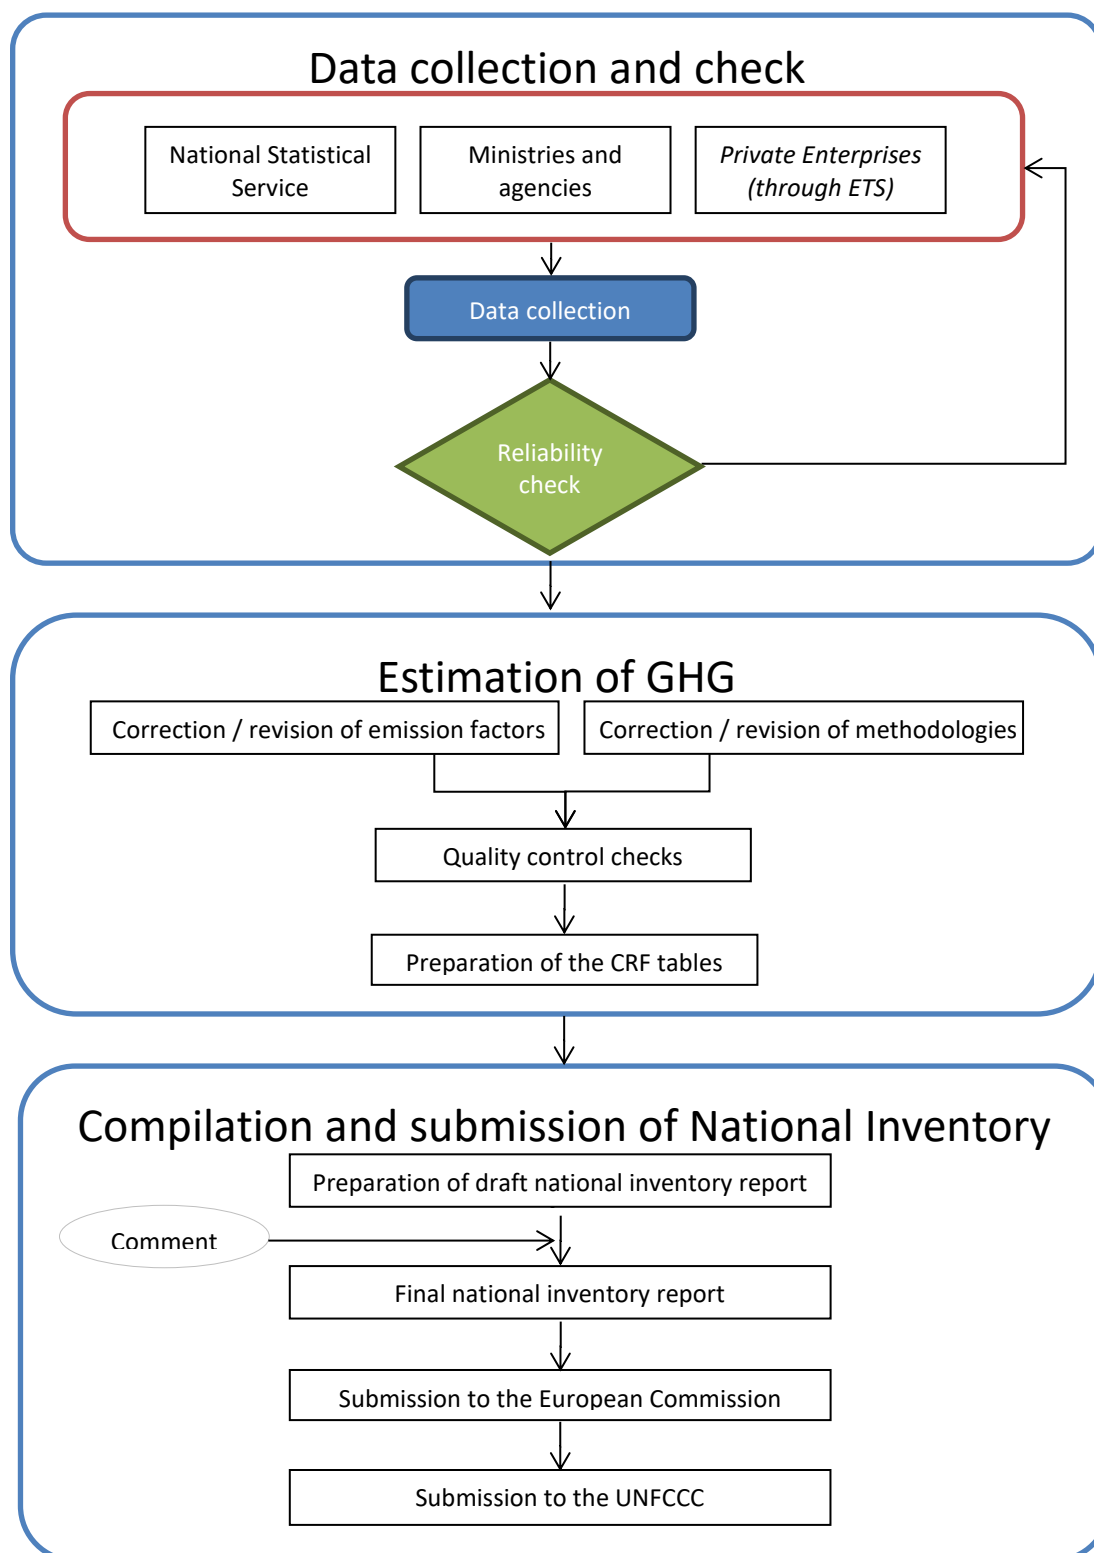 Data collection and check
National Statistical
Service
Ministries and
agencies
Private Enterprises
(through ETS)
Data collection
Reliability
check
Estimation of GHG
Correction / revision of emission factors
Correction / revision of methodologies
Quality control checks
Preparation of the CRF tables
Compilation and submission of National Inventory
Preparation of draft national inventory report
Comment
Final national inventory report
Submission to the European Commission
Submission to the UNFCCC